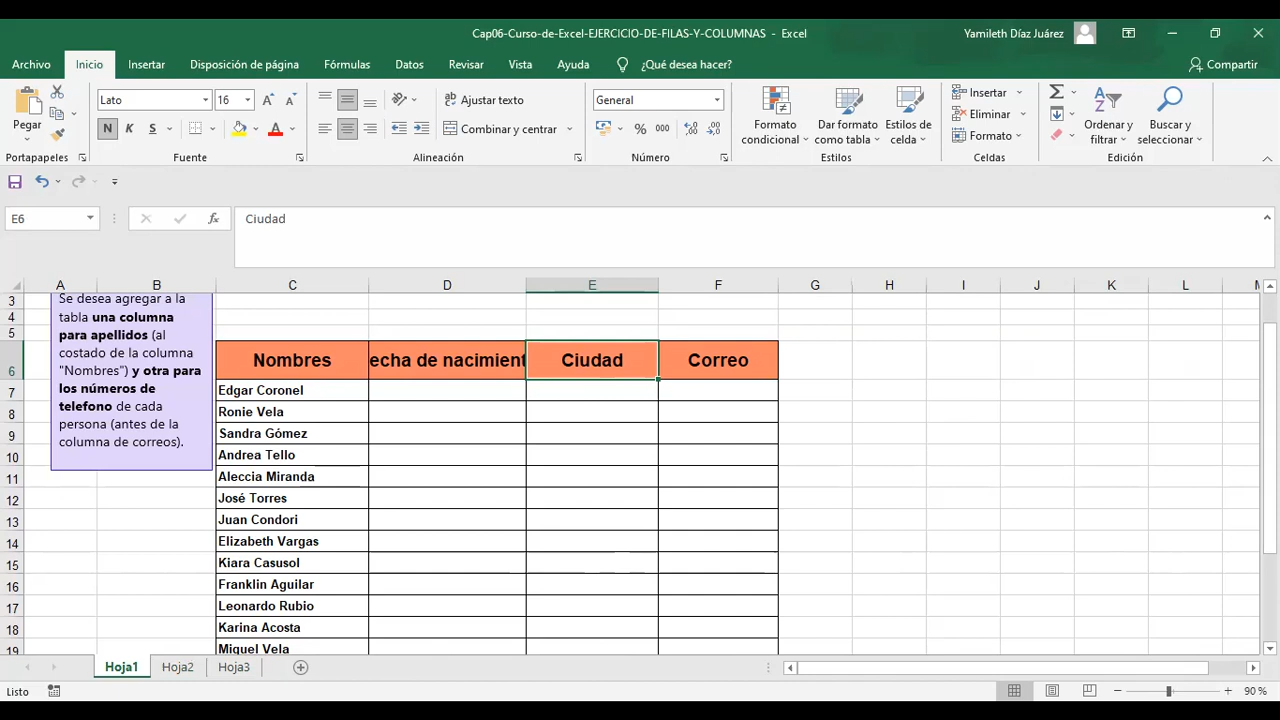 Cap06-Curso-de-Excel-EJERCICIO-DE-FILAS-Y-COLUMNAS - Excel
Yamileth Díaz Juárez
Archivo Inicio Insertar Disposición de página Fórmulas Datos Revisar Vista Ayuda ¿Qué desea hacer? Compartir
Pegar
Lato 16
N K S
A A
Ajustar texto
Combinar y centrar
General
% 000
Formato condicional
Dar formato como tabla
Estilos de celda
Insertar
Eliminar
Formato
Ordenar y filtrar
Buscar y seleccionar
Portapapeles Fuente Alineación Número Estilos Celdas Edición
E6 fx Ciudad
A B C D E F G H I J K L M
3
4
5
6 Nombres echa de nacimient Ciudad Correo
7 Edgar Coronel
8 Ronie Vela
9 Sandra Gómez
10 Andrea Tello
11 Aleccia Miranda
12 José Torres
13 Juan Condori
14 Elizabeth Vargas
15 Kiara Casusol
16 Franklin Aguilar
17 Leonardo Rubio
18 Karina Acosta
19 Miguel Vela
Se desea agregar a la
tabla una columna
para apellidos (al
costado de la columna
"Nombres") y otra para
los números de
telefono de cada
persona (antes de la
columna de correos).
Hoja1 Hoja2 Hoja3
Listo
90 %